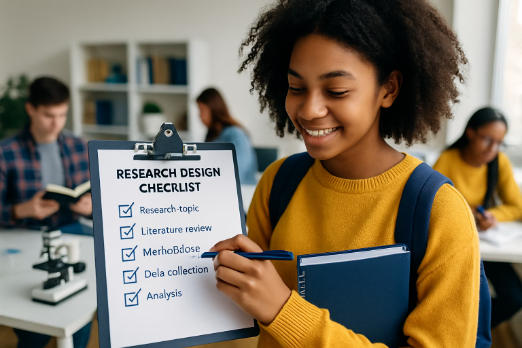 RESEARCH DESIGN
CHECRLIST
Research-topic
Literature review
MerhoBdose
Dela collection
Analysis